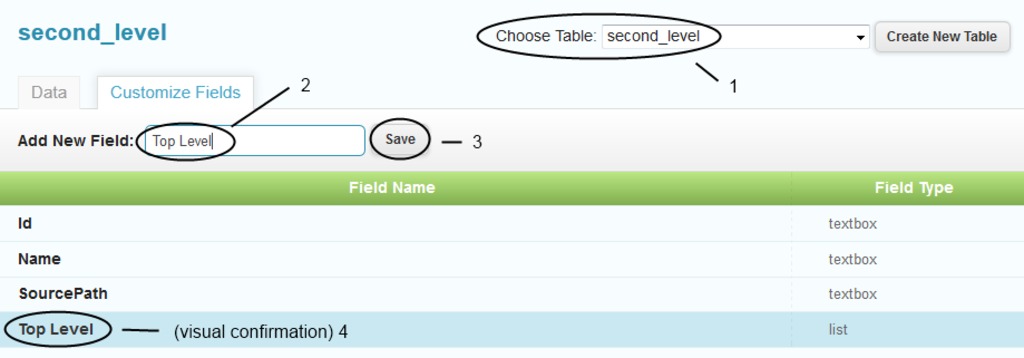 second_level
Choose Table: second_level
Create New Table
1
Data
Customize Fields
2
Add New Field: Top Level
Save
3
Field Name
Field Type
Id
textbox
Name
textbox
SourcePath
textbox
Top Level
(visual confirmation) 4
list